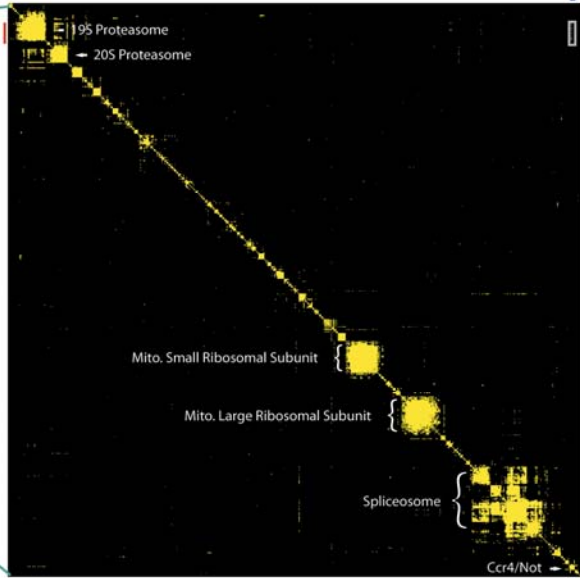 19S Proteasome
20S Proteasome
Mito. Small Ribosomal Subunit
Mito. Large Ribosomal Subunit
Spliceosome
Ccr4/Not